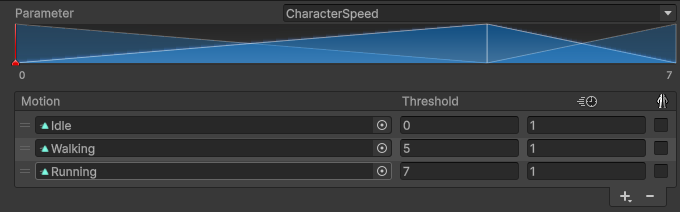 Parameter CharacterSpeed
0 7
Motion Threshold
Idle 0 1
Walking 5 1
Running 7 1
+ −